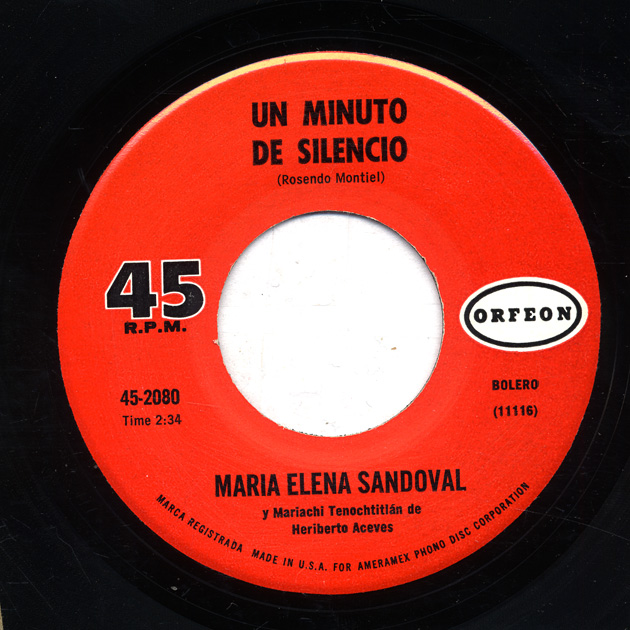 UN MINUTO
DE SILENCIO
(Rosendo Montiel)
45
R.P.M.
ORFEON
45-2080
Time 2:34
BOLERO
(11116)
MARIA ELENA SANDOVAL
y Mariachi Tenochtitlán de
Heriberto Aceves
MARCA REGISTRADA MADE IN U.S.A. FOR AMERAMEX PHONO DISC CORPORATION